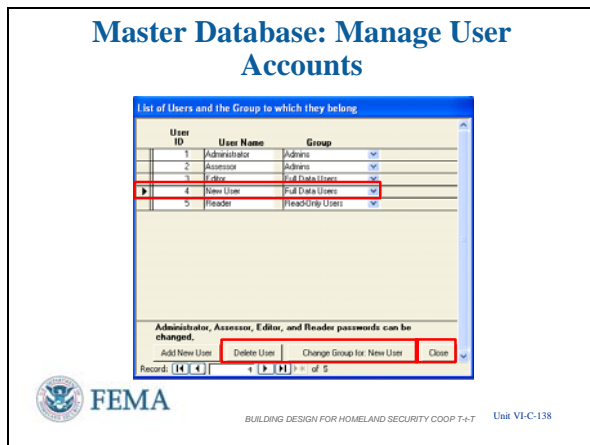 Master Database: Manage User
Accounts
List of Users and the Group to which they belong
User
ID User Name Group
1 Administrator Admins
2 Assessor Admins
3 Editor Full Data Users
4 New User Full Data Users
5 Reader Read-Only Users
Administrator, Assessor, Editor, and Reader passwords can be
changed.
Add New User Delete User Change Group for: New User Close
Record: 4 of 5
FEMA
BUILDING DESIGN FOR HOMELAND SECURITY COOP T-t-T Unit VI-C-138